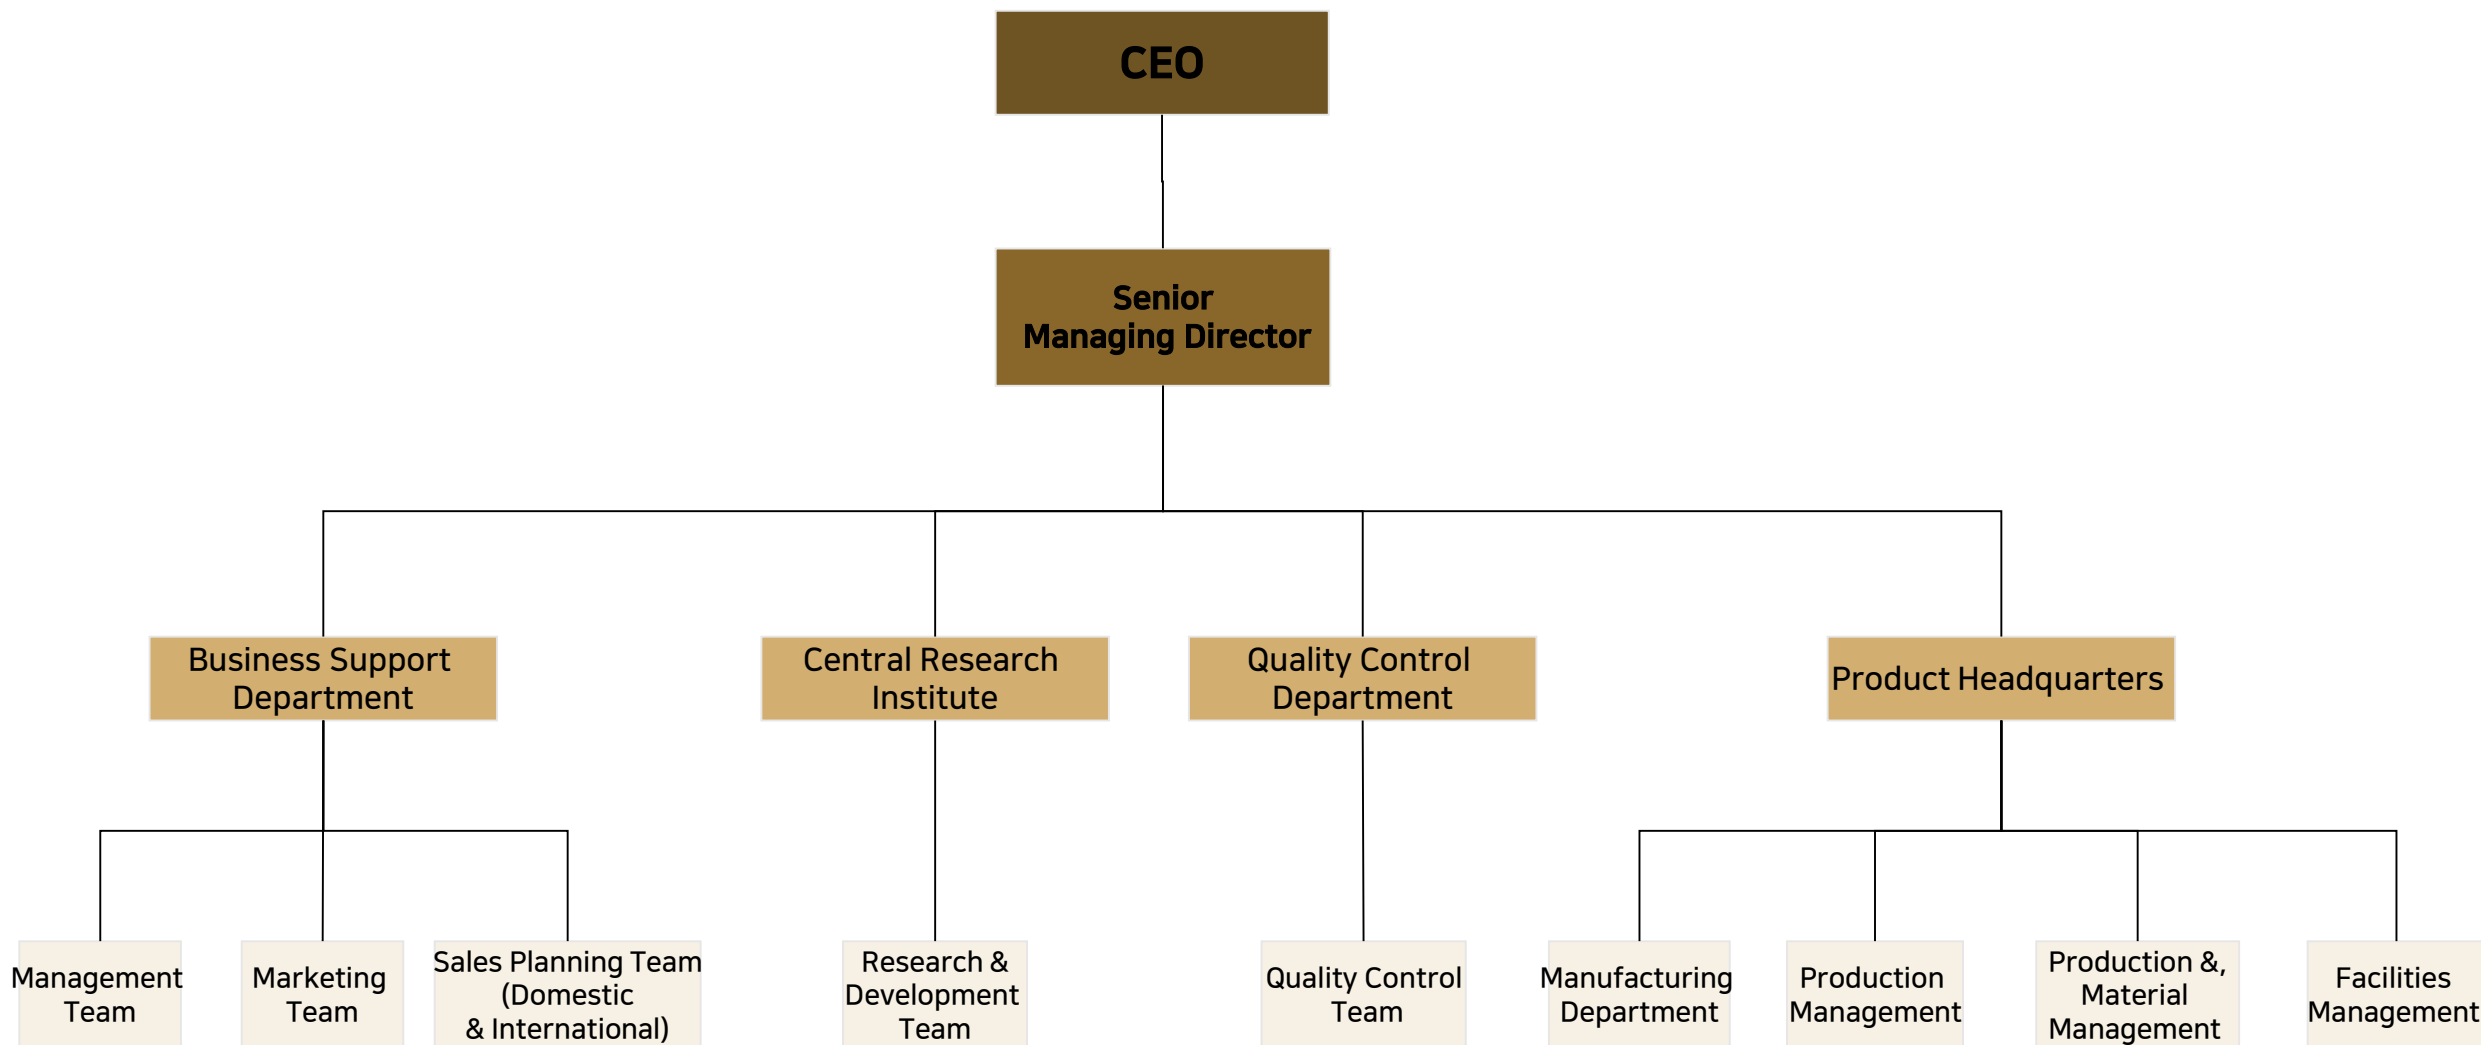 CEO
Senior
Managing Director
Business Support
Department
Central Research
Institute
Quality Control
Department
Product Headquarters
Management
Team
Marketing
Team
Sales Planning Team
(Domestic
& International)
Research &
Development
Team
Quality Control
Team
Manufacturing
Department
Production
Management
Production &,
Material
Management
Facilities
Management